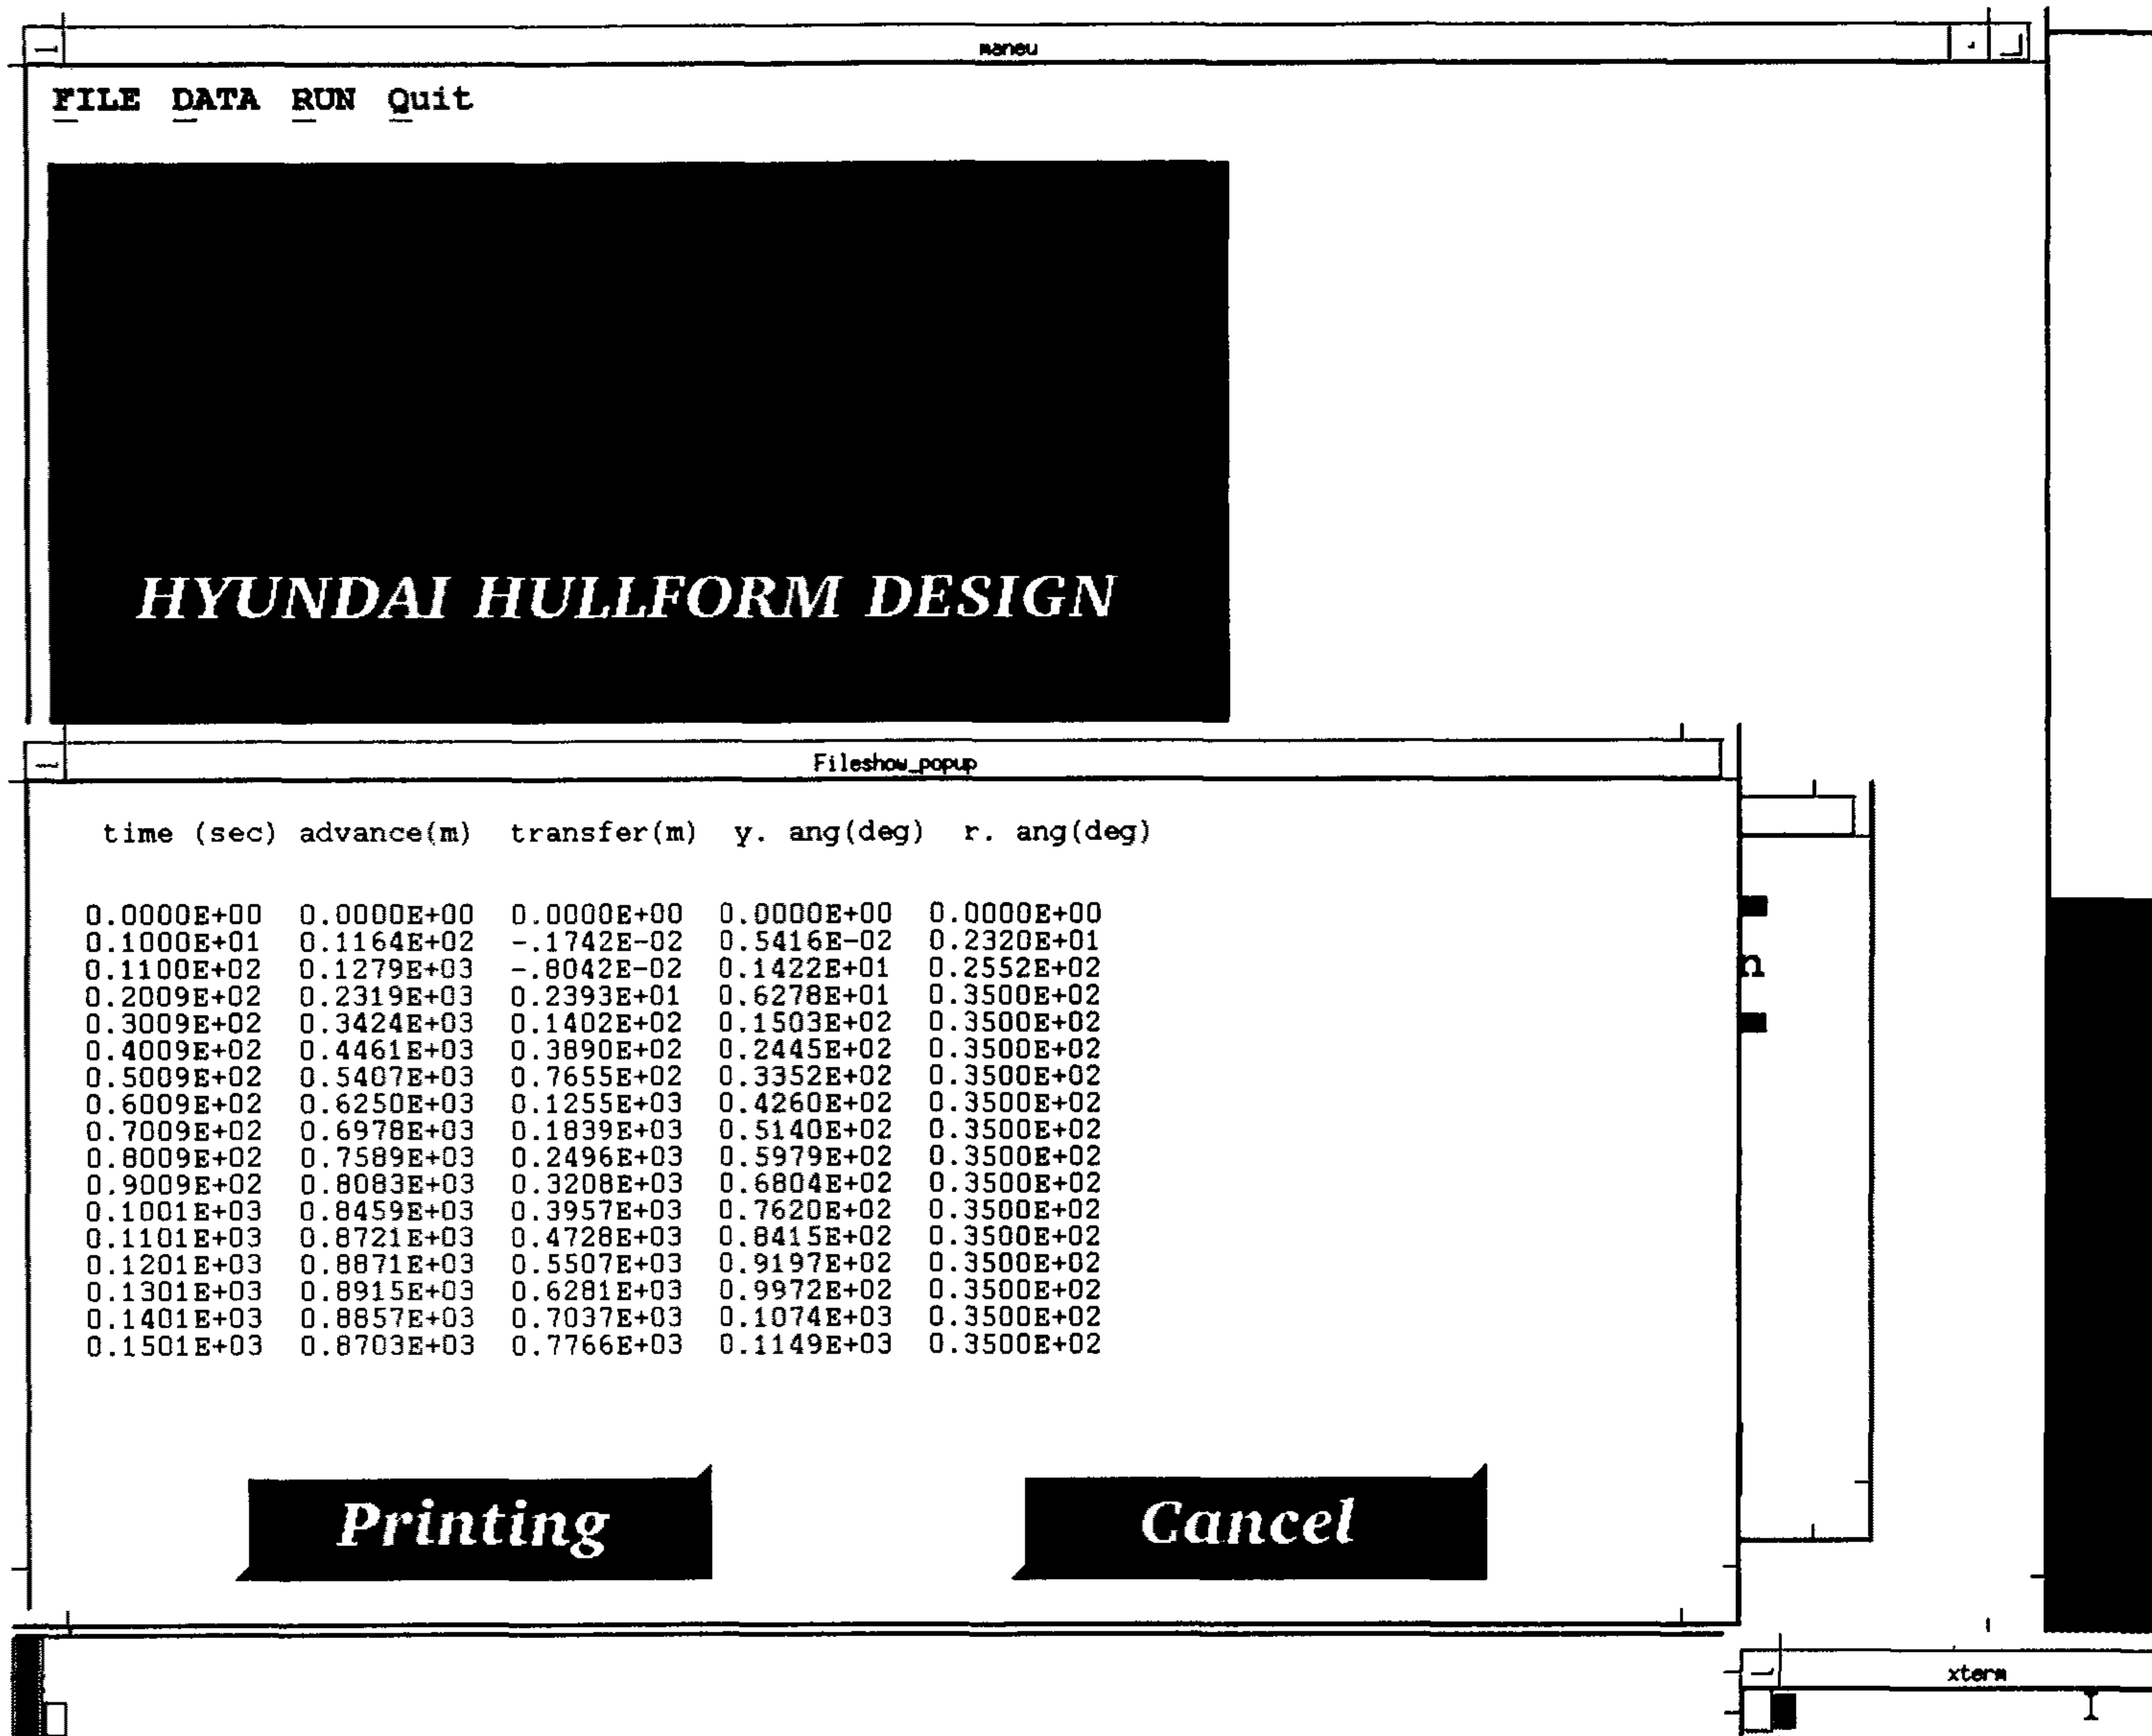 maneu
FILE DATA RUN Quit
HYUNDAI HULLFORM DESIGN
Fileshow_popup
time (sec) advance(m) transfer(m) y. ang(deg) r. ang(deg)
0.0000E+00 0.0000E+00 0.0000E+00 0.0000E+00 0.0000E+00
0.1000E+01 0.1164E+02 -.1742E-02 0.5416E-02 0.2320E+01
0.1100E+02 0.1279E+03 -.8042E-02 0.1422E+01 0.2552E+02
0.2009E+02 0.2319E+03 0.2393E+01 0.6278E+01 0.3500E+02
0.3009E+02 0.3424E+03 0.1402E+02 0.1503E+02 0.3500E+02
0.4009E+02 0.4461E+03 0.3890E+02 0.2445E+02 0.3500E+02
0.5009E+02 0.5407E+03 0.7655E+02 0.3352E+02 0.3500E+02
0.6009E+02 0.6250E+03 0.1255E+03 0.4260E+02 0.3500E+02
0.7009E+02 0.6978E+03 0.1839E+03 0.5140E+02 0.3500E+02
0.8009E+02 0.7589E+03 0.2496E+03 0.5979E+02 0.3500E+02
0.9009E+02 0.8083E+03 0.3208E+03 0.6804E+02 0.3500E+02
0.1001E+03 0.8459E+03 0.3957E+03 0.7620E+02 0.3500E+02
0.1101E+03 0.8721E+03 0.4728E+03 0.8415E+02 0.3500E+02
0.1201E+03 0.8871E+03 0.5507E+03 0.9197E+02 0.3500E+02
0.1301E+03 0.8915E+03 0.6281E+03 0.9972E+02 0.3500E+02
0.1401E+03 0.8857E+03 0.7037E+03 0.1074E+03 0.3500E+02
0.1501E+03 0.8703E+03 0.7766E+03 0.1149E+03 0.3500E+02
n
Printing Cancel
xterm